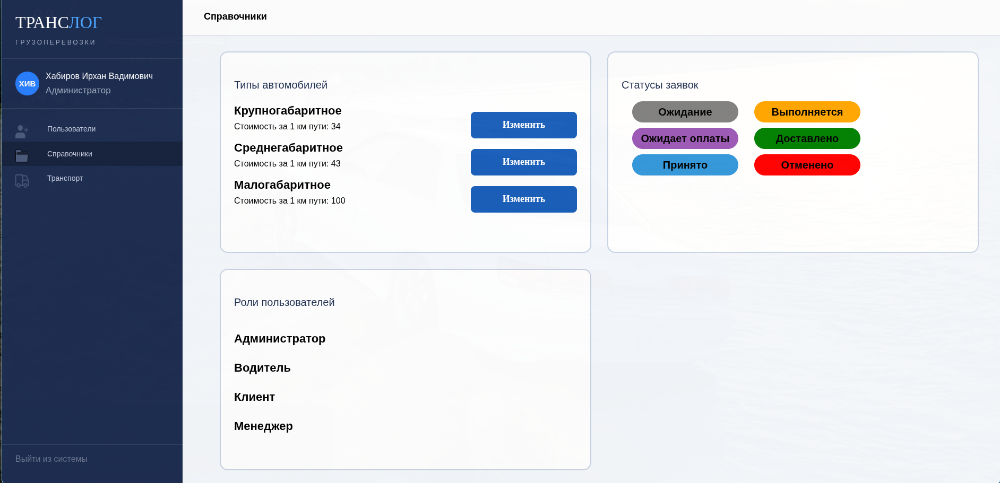 ТРАНСЛОГ
ГРУЗОПЕРЕВОЗКИ
ХИВ
Хабиров Ирхан Вадимович
Администратор
Пользователи
Справочники
Транспорт
Выйти из системы
Справочники
Типы автомобилей
Крупногабаритное
Стоимость за 1 км пути: 34
Изменить
Среднегабаритное
Стоимость за 1 км пути: 43
Изменить
Малогабаритное
Стоимость за 1 км пути: 100
Изменить
Статусы заявок
Ожидание
Выполняется
Ожидает оплаты
Доставлено
Принято
Отменено
Роли пользователей
Администратор
Водитель
Клиент
Менеджер